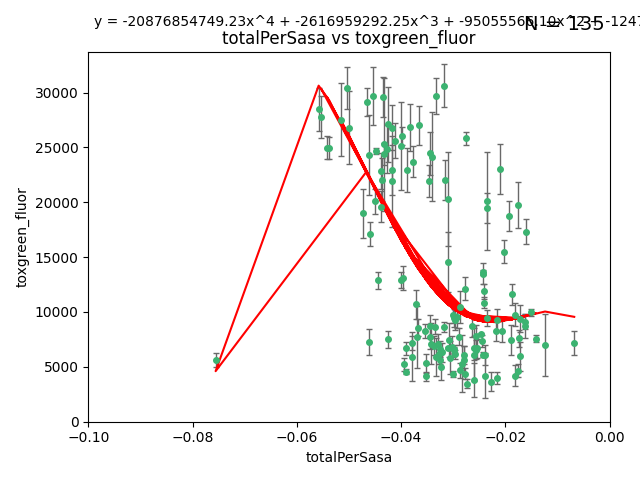 y = -20876854749.23x^4 + -2616959292.25x^3 + -95055568
N = 135
totalPerSasa vs toxgreen_fluor
30000
25000
20000
15000
10000
5000
0
toxgreen_fluor
−0.10 −0.08 −0.06 −0.04 −0.02 0.00
totalPerSasa